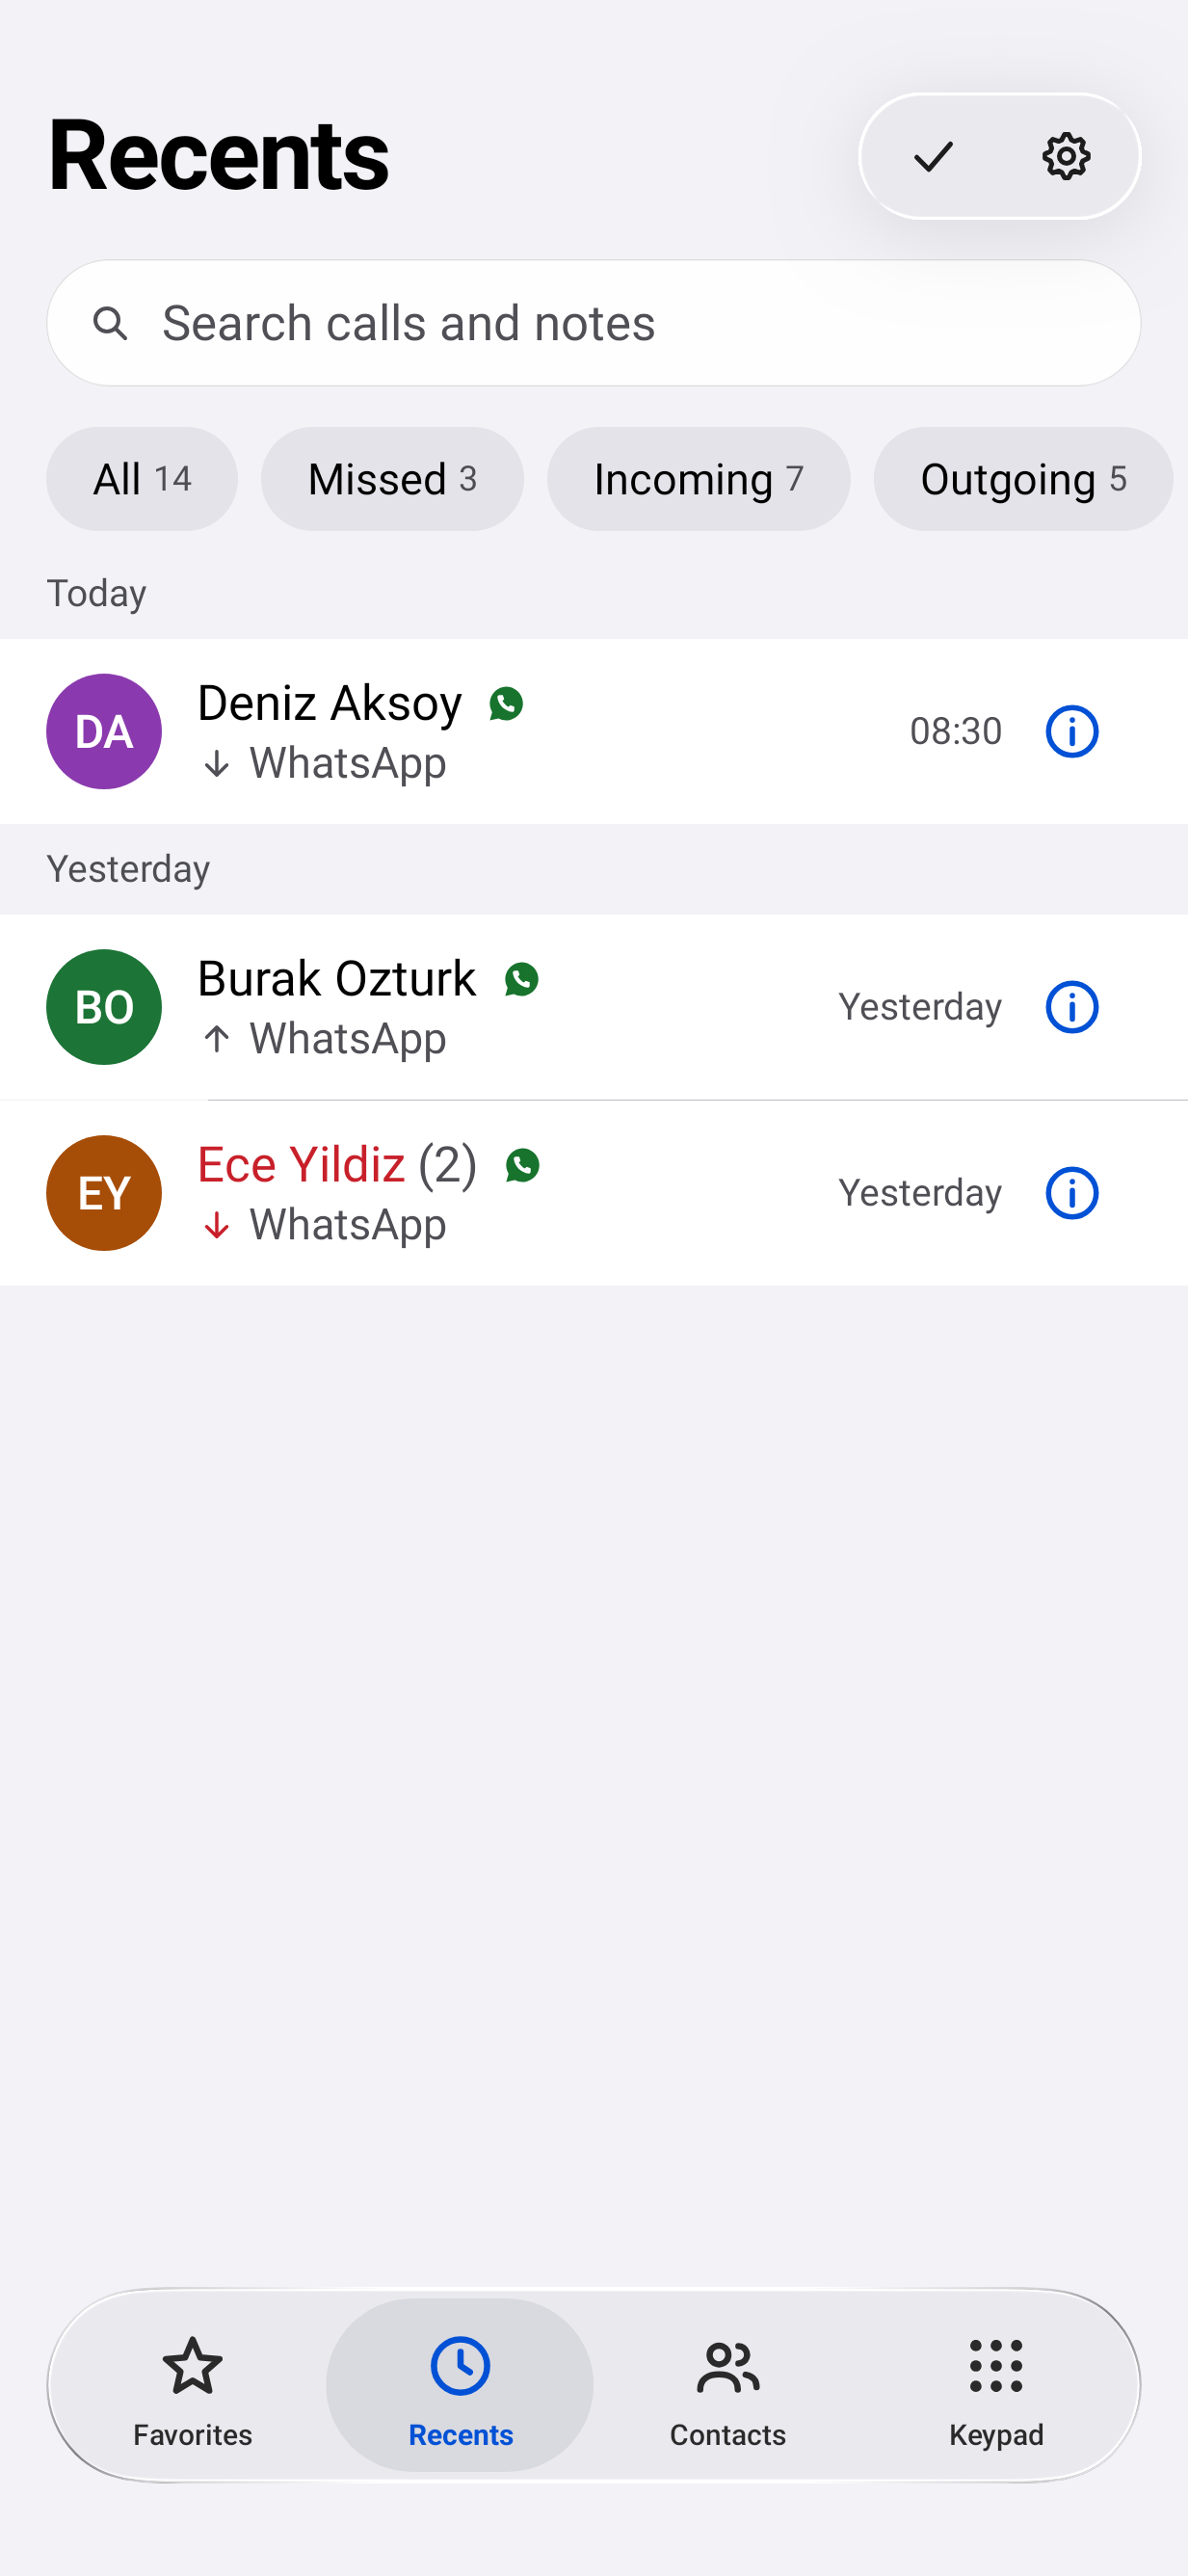 Recents
Search calls and notes
All 14 Missed 3 Incoming 7 Outgoing 5
Today
DA Deniz Aksoy 08:30
WhatsApp
Yesterday
BO Burak Ozturk Yesterday
WhatsApp
EY Ece Yildiz (2) Yesterday
WhatsApp
Favorites Recents Contacts Keypad